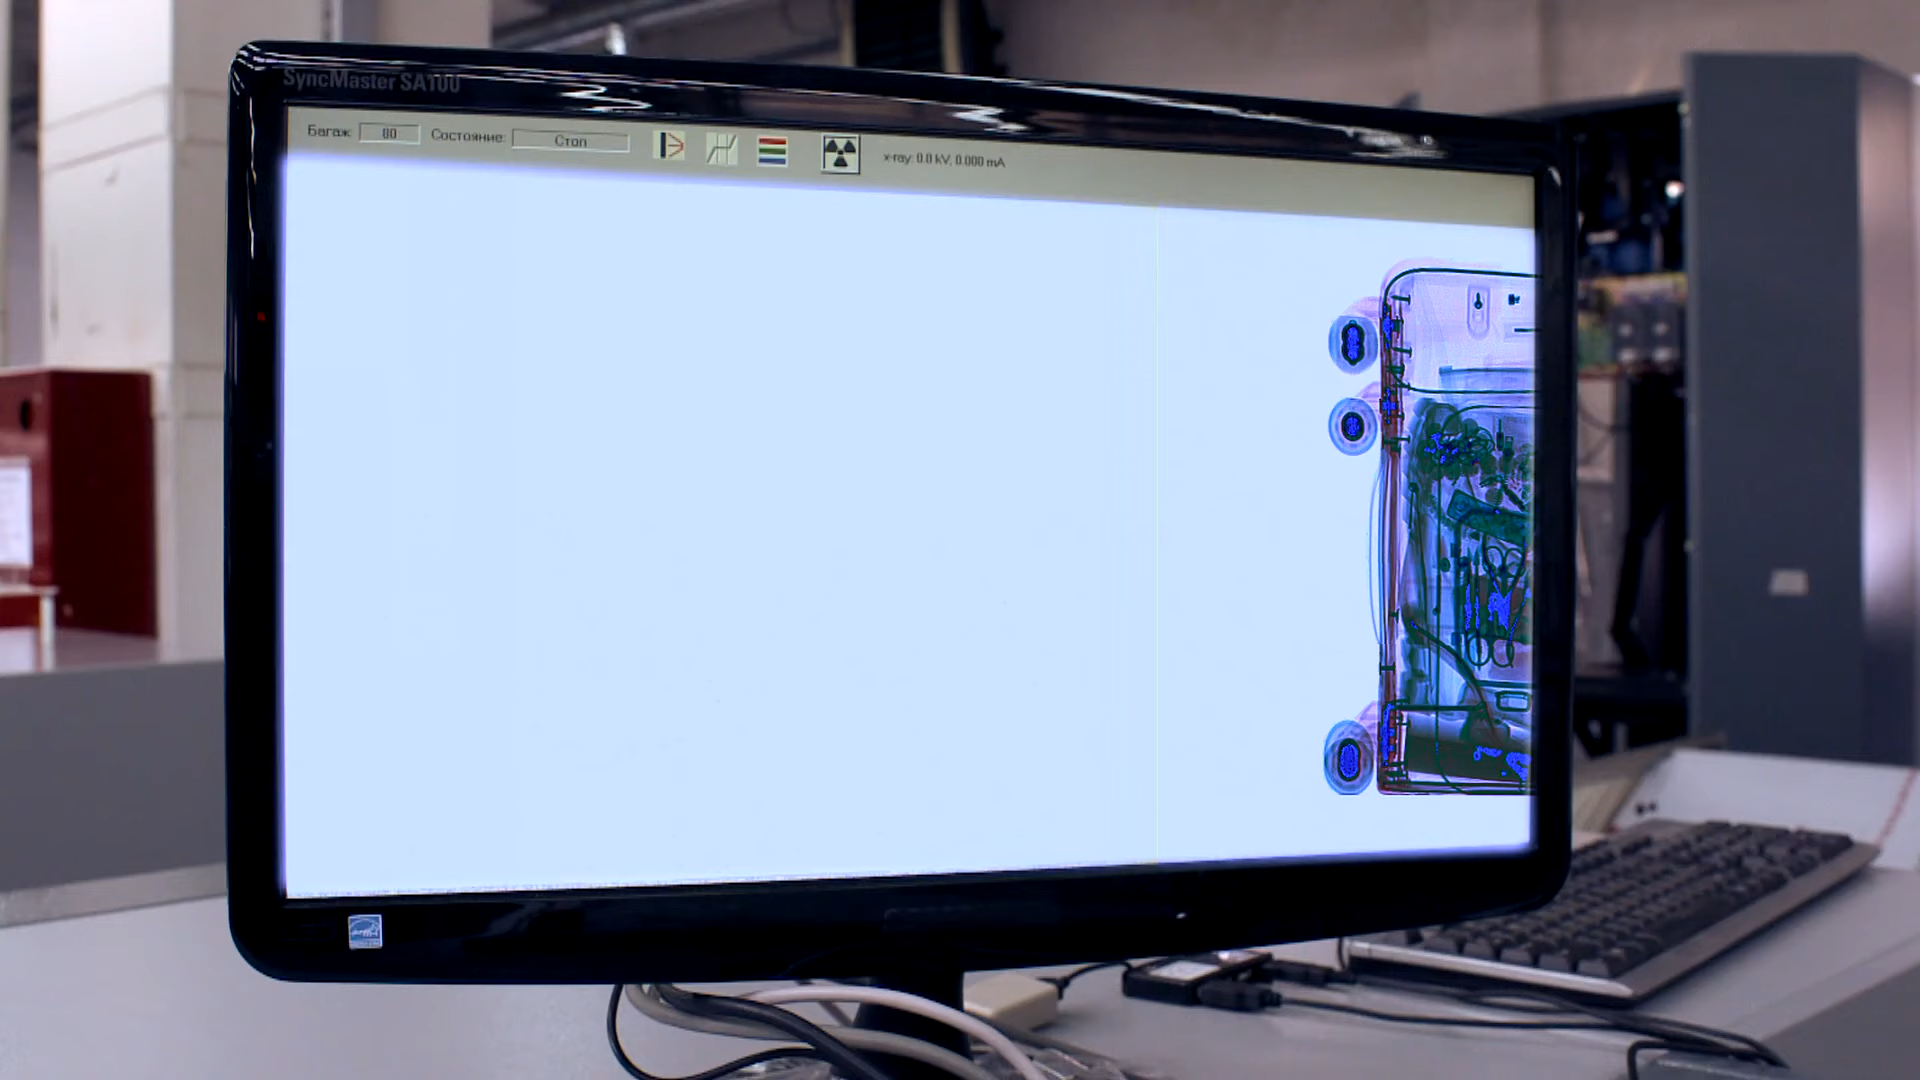 SyncMaster SA100
Багаж: 80 Состояние: Стоп x-ray: 0.0 kV, 0.000 mA